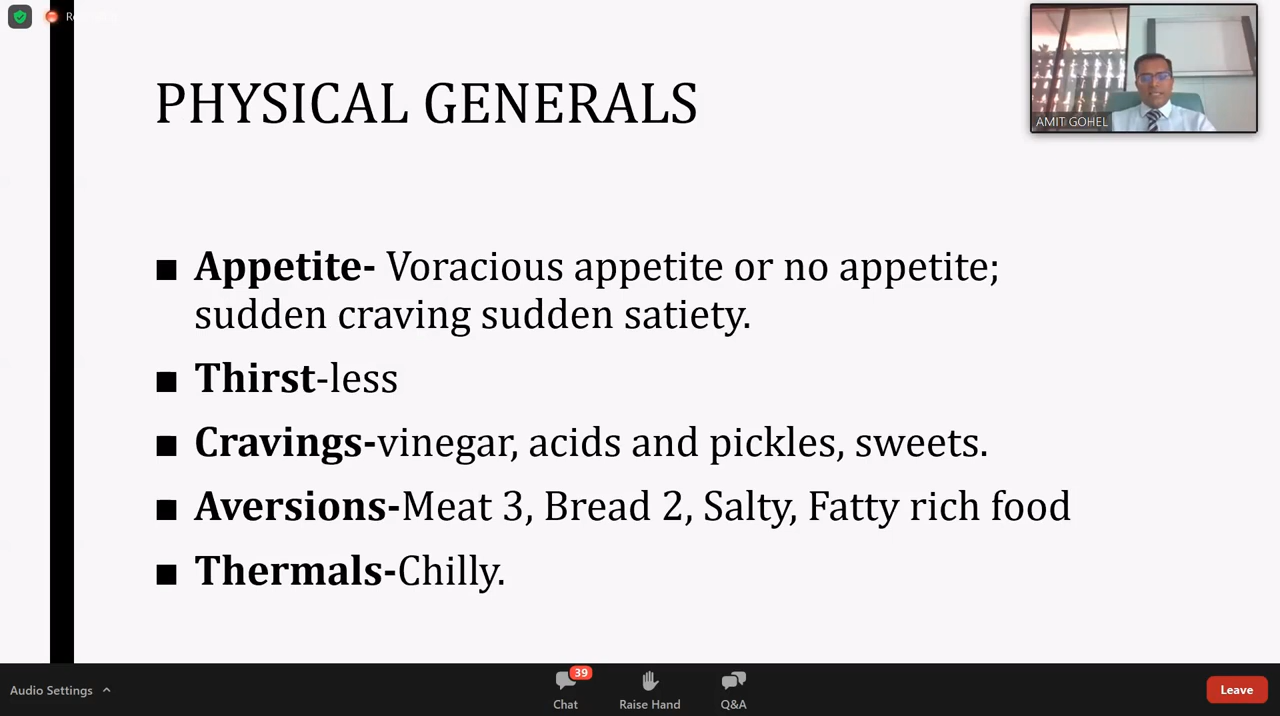 PHYSICAL GENERALS
AMIT GOHEL
■ Appetite- Voracious appetite or no appetite;
sudden craving sudden satiety.
■ Thirst-less
■ Cravings-vinegar, acids and pickles, sweets.
■ Aversions-Meat 3, Bread 2, Salty, Fatty rich food
■ Thermals-Chilly.
Audio Settings
39
Chat
Raise Hand
Q&A
Leave